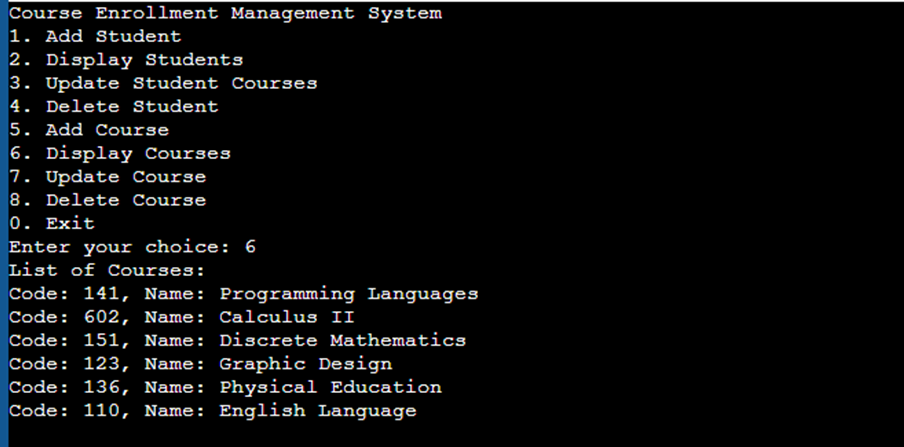 Course Enrollment Management System
1. Add Student
2. Display Students
3. Update Student Courses
4. Delete Student
5. Add Course
6. Display Courses
7. Update Course
8. Delete Course
0. Exit
Enter your choice: 6
List of Courses:
Code: 141, Name: Programming Languages
Code: 602, Name: Calculus II
Code: 151, Name: Discrete Mathematics
Code: 123, Name: Graphic Design
Code: 136, Name: Physical Education
Code: 110, Name: English Language